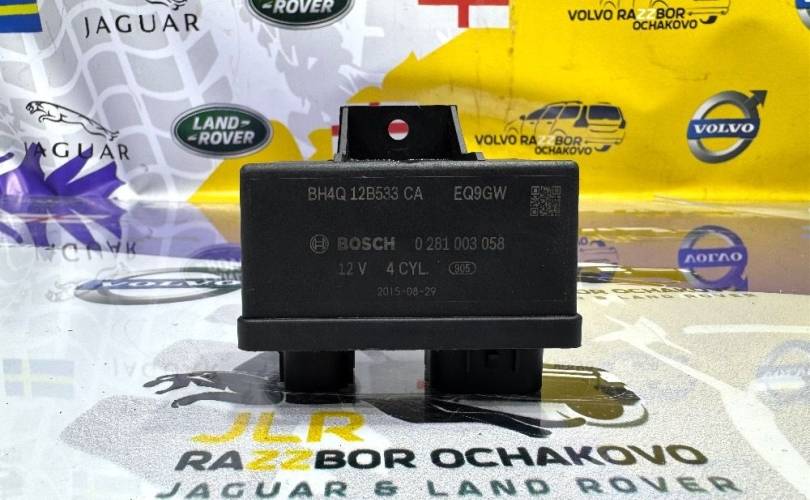 JAGUAR
LAND-
ROVER
VOLVO RAZZBOR
OCHAKOVO
JAGUAR
LAND-
ROVER
VOLVO RAZZBOR
OCHAKOVO
VOLVO
BH4Q 12B533 CA EQ9GW
BOSCH 0 281 003 058
12 V 4 CYL. 905
2015-08-29
JLR
RAZZBOR OCHAKOVO
JAGUAR & LAND ROVER